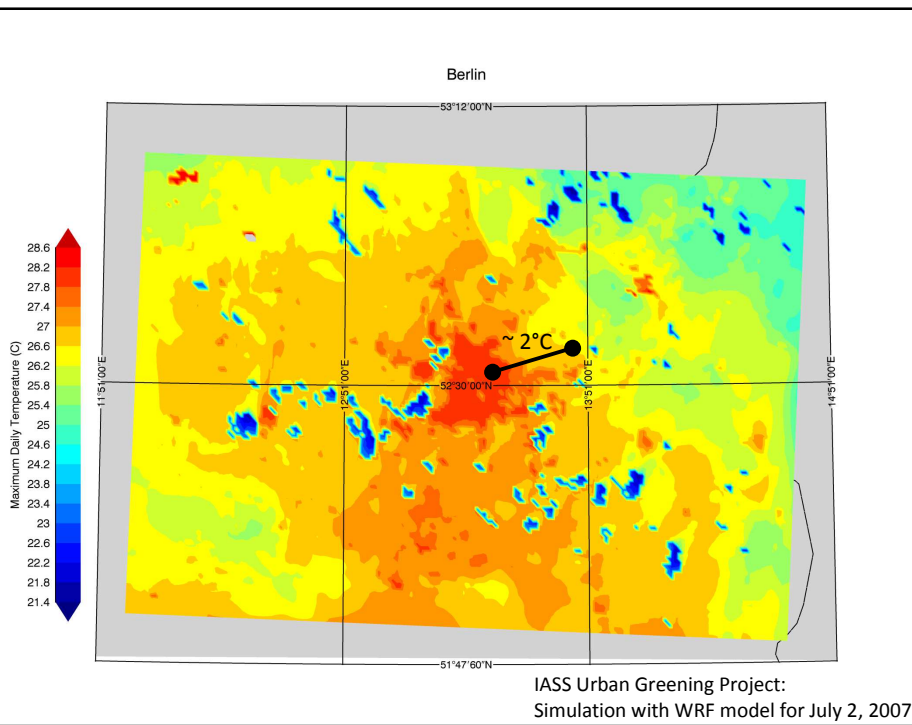 Berlin
53°12'00"N
28.6
28.2
27.8
27.4
27
26.6
26.2
25.8
25.4
25
24.6
24.2
23.8
23.4
23
22.6
22.2
21.8
21.4
Maximum Daily Temperature (C)
11°51'00"E
12°51'00"E
~ 2°C
52°30'00"N
13°51'00"E
14°51'00"E
51°47'60"N
IASS Urban Greening Project:
Simulation with WRF model for July 2, 2007